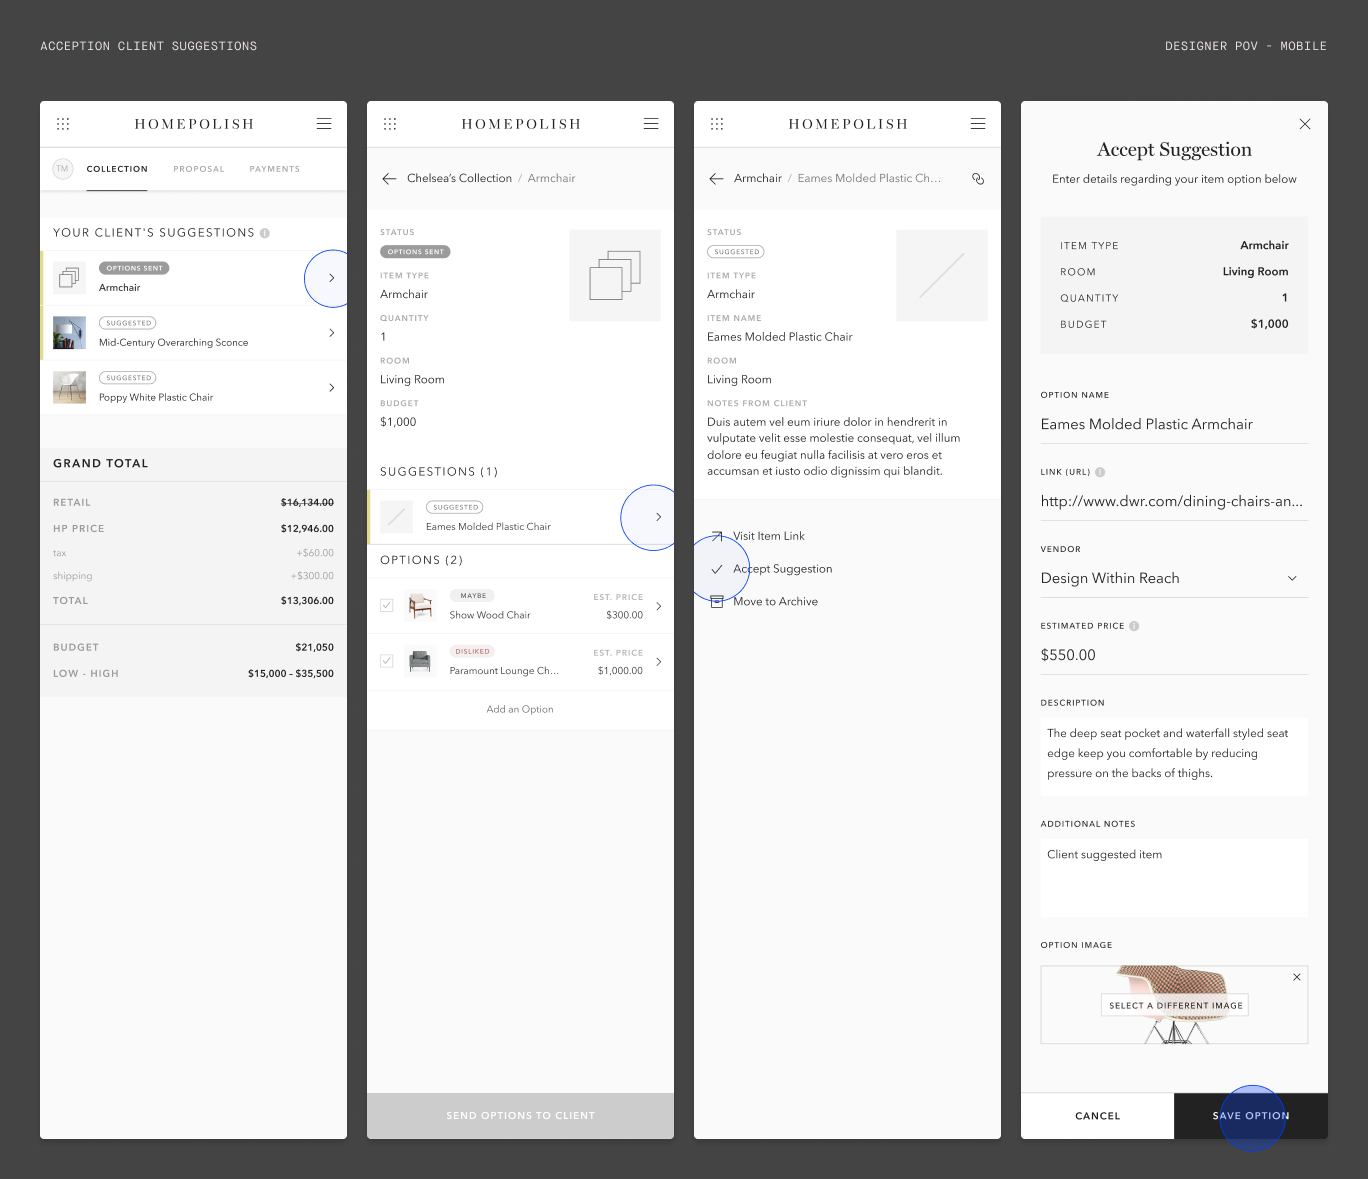 ACCEPTION CLIENT SUGGESTIONS
DESIGNER POV - MOBILE
HOMEPOLISH
TM
COLLECTION
PROPOSAL
PAYMENTS
YOUR CLIENT'S SUGGESTIONS i
OPTIONS SENT
Armchair
SUGGESTED
Mid-Century Overarching Sconce
SUGGESTED
Poppy White Plastic Chair
GRAND TOTAL
RETAIL $16,134.00
HP PRICE $12,946.00
tax +$60.00
shipping +$300.00
TOTAL $13,306.00
BUDGET $21,050
LOW - HIGH $15,000 - $35,500
HOMEPOLISH
Chelsea's Collection / Armchair
STATUS
OPTIONS SENT
ITEM TYPE
Armchair
QUANTITY
1
ROOM
Living Room
BUDGET
$1,000
SUGGESTIONS (1)
SUGGESTED
Eames Molded Plastic Chair
OPTIONS (2)
MAYBE
Show Wood Chair
EST. PRICE
$300.00
DISLIKED
Paramount Lounge Ch...
EST. PRICE
$1,000.00
Add an Option
SEND OPTIONS TO CLIENT
HOMEPOLISH
Armchair / Eames Molded Plastic Ch...
STATUS
SUGGESTED
ITEM TYPE
Armchair
ITEM NAME
Eames Molded Plastic Chair
ROOM
Living Room
NOTES FROM CLIENT
Duis autem vel eum iriure dolor in hendrerit in
vulputate velit esse molestie consequat, vel illum
dolore eu feugiat nulla facilisis at vero eros et
accumsan et iusto odio dignissim qui blandit.
Visit Item Link
Accept Suggestion
Move to Archive
Accept Suggestion
Enter details regarding your item option below
ITEM TYPE Armchair
ROOM Living Room
QUANTITY 1
BUDGET $1,000
OPTION NAME
Eames Molded Plastic Armchair
LINK (URL) i
http://www.dwr.com/dining-chairs-an...
VENDOR
Design Within Reach
ESTIMATED PRICE i
$550.00
DESCRIPTION
The deep seat pocket and waterfall styled seat
edge keep you comfortable by reducing
pressure on the backs of thighs.
ADDITIONAL NOTES
Client suggested item
OPTION IMAGE
SELECT A DIFFERENT IMAGE
CANCEL
SAVE OPTION